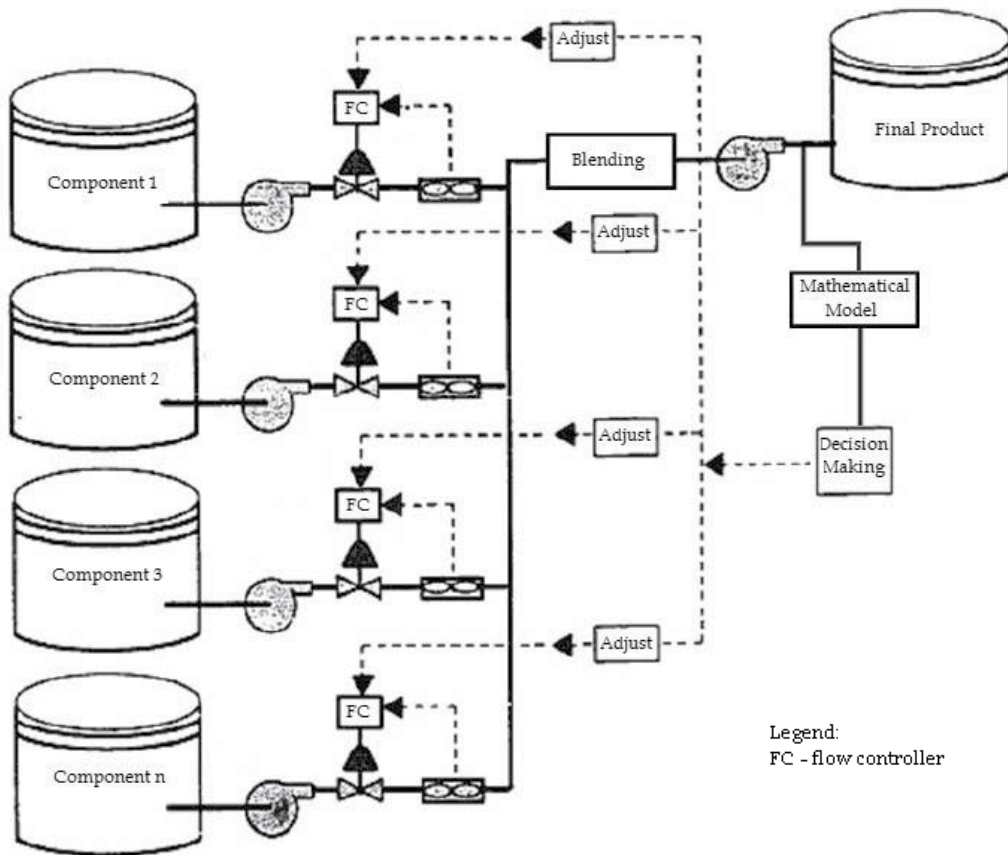 Adjust
Final Product
FC
Component 1
Blending
Adjust
FC
Mathematical
Model
Component 2
Adjust
Decision
Making
FC
Component 3
Adjust
FC
Legend:
FC - flow controller
Component n